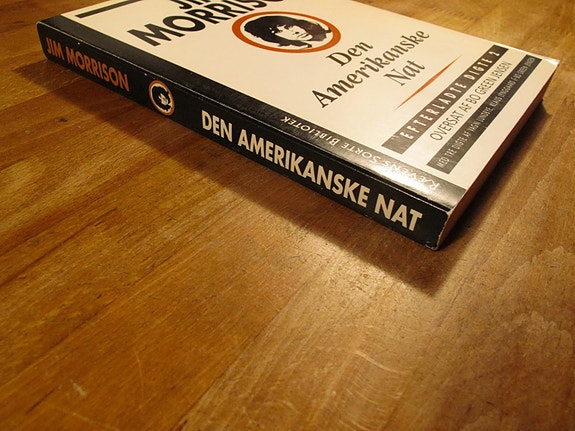 JIM
MORRISON
Den
Amerikanske
Nat
EFTERLADTE DIGTE 2
OVERSAT AF BO GREEN JENSEN
RÆVENS SORTE BIBLIOTEK
JIM MORRISON
DEN AMERIKANSKE NAT